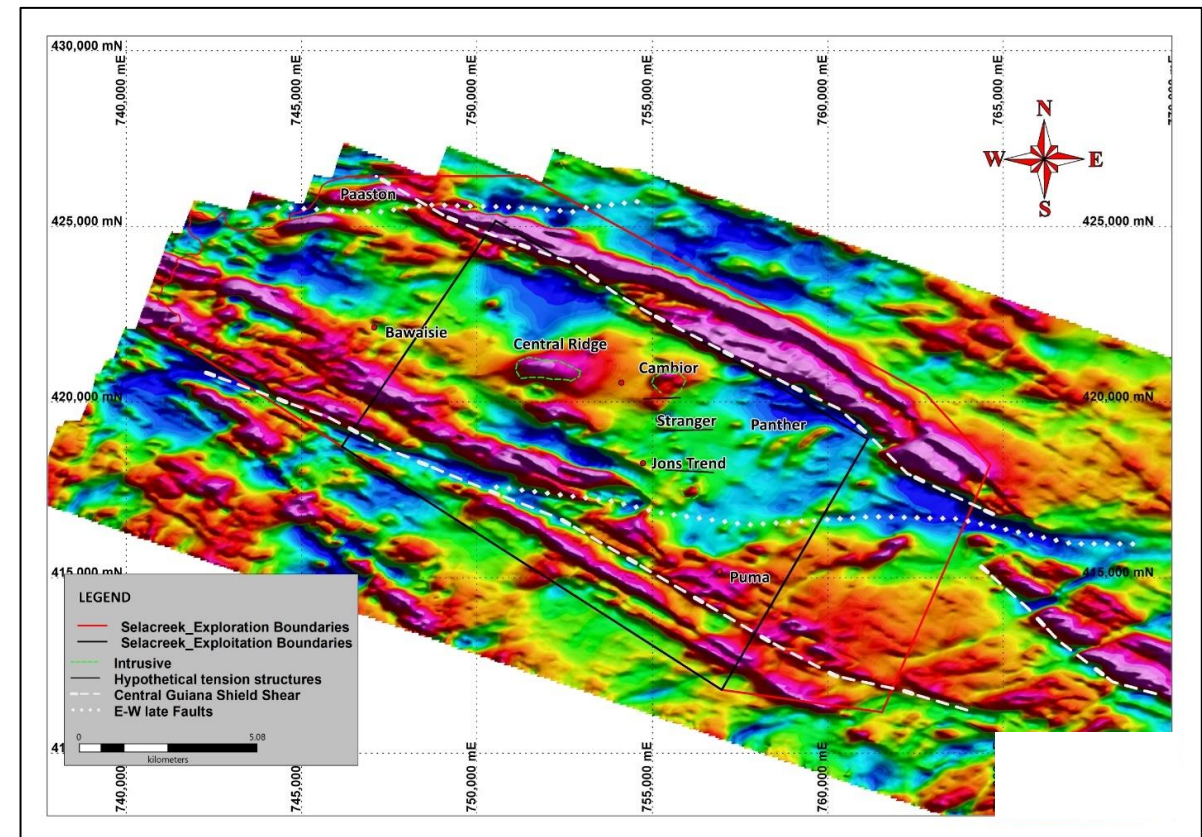 430,000 mN
740,000 mE
745,000 mE
750,000 mE
755,000 mE
760,000 mE
765,000 mE
N
W
E
S
Paaston
425,000 mN
425,000 mN
Bawaisie
Central Ridge
Cambior
420,000 mN
420,000 mN
Stranger
Panther
Jons Trend
415,000 mN
415,000 mN
Puma
LEGEND
Selacreek_Exploration Boundaries
Selacreek_Exploitation Boundaries
Intrusive
Hypothetical tension structures
Central Guiana Shield Shear
E-W late Faults
0
5.08
kilometers
740,000 mE
745,000 mE
750,000 mE
755,000 mE
760,000 mE